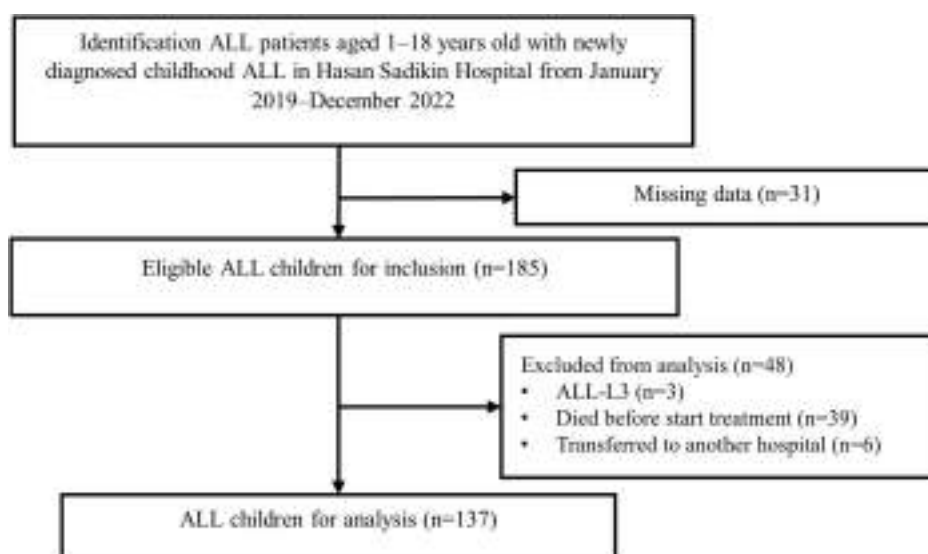 Identification ALL patients aged 1–18 years old with newly
diagnosed childhood ALL in Hasan Sadikin Hospital from January
2019–December 2022
Missing data (n=31)
Eligible ALL children for inclusion (n=185)
Excluded from analysis (n=48)
• ALL-L3 (n=3)
• Died before start treatment (n=39)
• Transferred to another hospital (n=6)
ALL children for analysis (n=137)